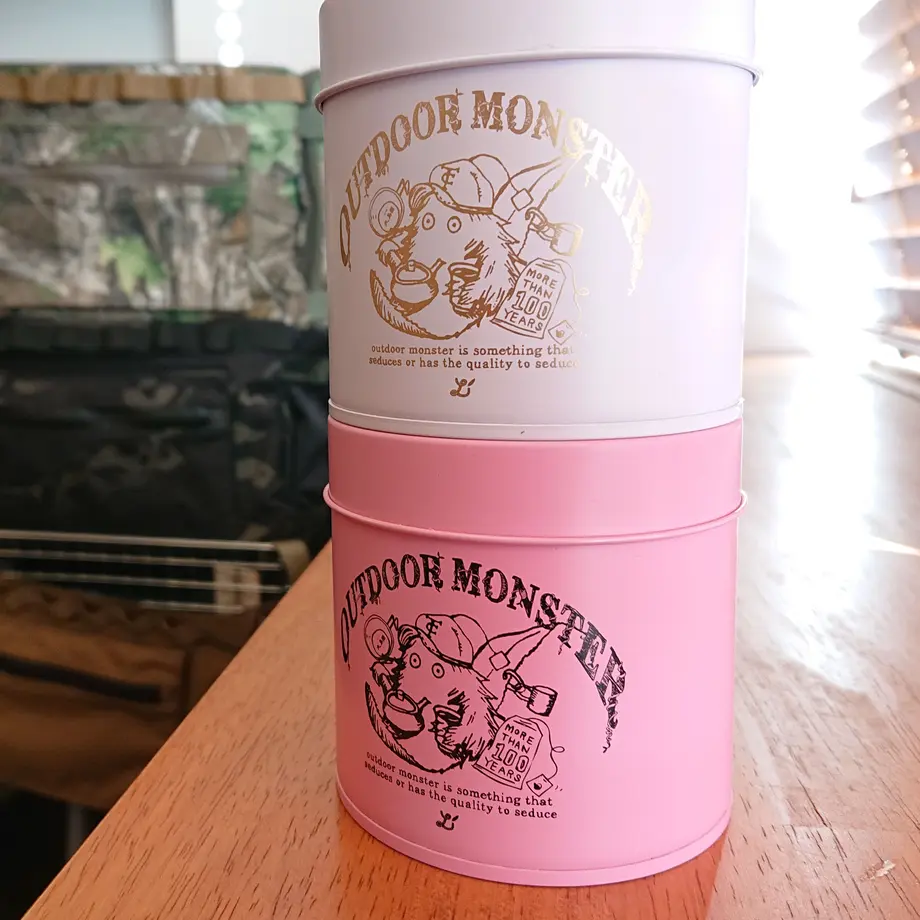 OUTDOOR MONSTER
MORE
THAN
100
YEARS
outdoor monster is something that
seduces or has the quality to seduce
OUTDOOR MONSTER
MORE
THAN
100
YEARS
outdoor monster is something that
seduces or has the quality to seduce